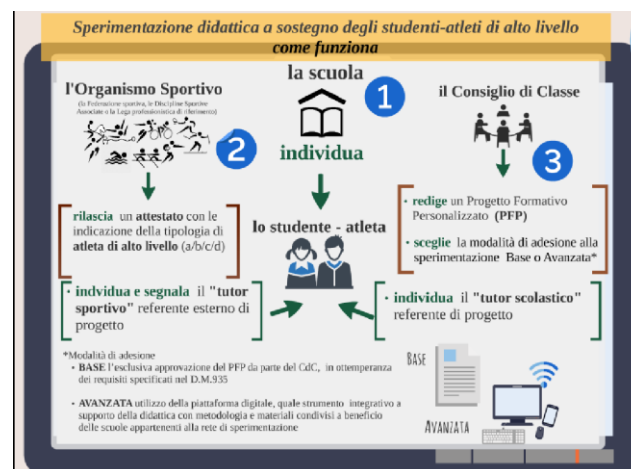 Sperimentazione didattica a sostegno degli studenti-atleti di alto livello
come funziona
la scuola
1
individua
l'Organismo Sportivo
(la Federazione sportiva, le Discipline Sportive
Associate o la Lega professionistica di riferimento)
2
rilascia un attestato con le
indicazione della tipologia di
atleta di alto livello (a/b/c/d)
· indvidua e segnala il "tutor
sportivo" referente esterno di
progetto
lo studente - atleta
il Consiglio di Classe
3
· redige un Progetto Formativo
Personalizzato (PFP)
· sceglie la modalità di adesione alla
sperimentazione Base o Avanzata*
· individua il "tutor scolastico"
referente di progetto
*Modalità di adesione
• BASE l'esclusiva approvazione del PFP da parte del CdC, in ottemperanza
dei requisiti specificati nel D.M.935
• AVANZATA utilizzo della piattaforma digitale, quale strumento integrativo a
supporto della didattica con metodologia e materiali condivisi a beneficio
delle scuole appartenenti alla rete di sperimentazione
BASE
AVANZATA